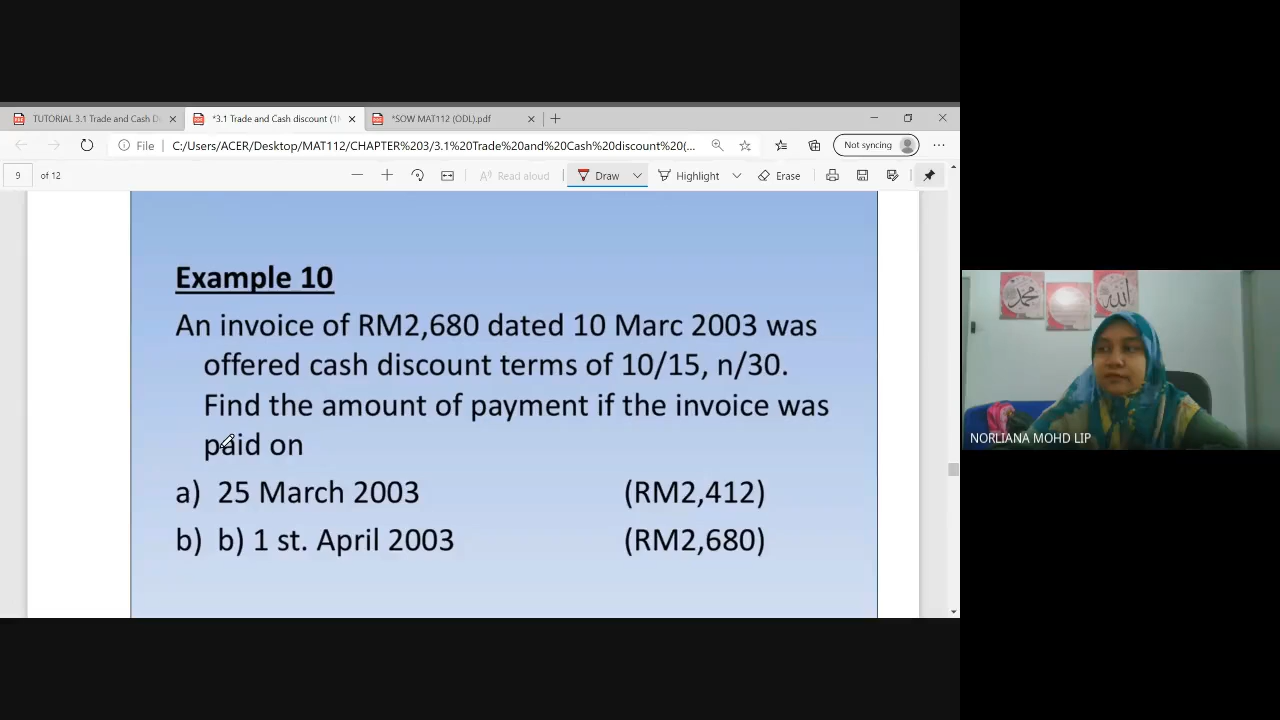 TUTORIAL 3.1 Trade and Cash D
*3.1 Trade and Cash discount (1
*SOW MAT112 (ODL).pdf
File C:/Users/ACER/Desktop/MAT112/CHAPTER%203/3.1%20Trade%20and%20Cash%20discount%20(... Not syncing
9 of 12 Read aloud Draw Highlight Erase
Example 10
An invoice of RM2,680 dated 10 Marc 2003 was
offered cash discount terms of 10/15, n/30.
Find the amount of payment if the invoice was
paid on
a) 25 March 2003 (RM2,412)
b) b) 1 st. April 2003 (RM2,680)
محمد
الله
NORLIANA MOHD LIP